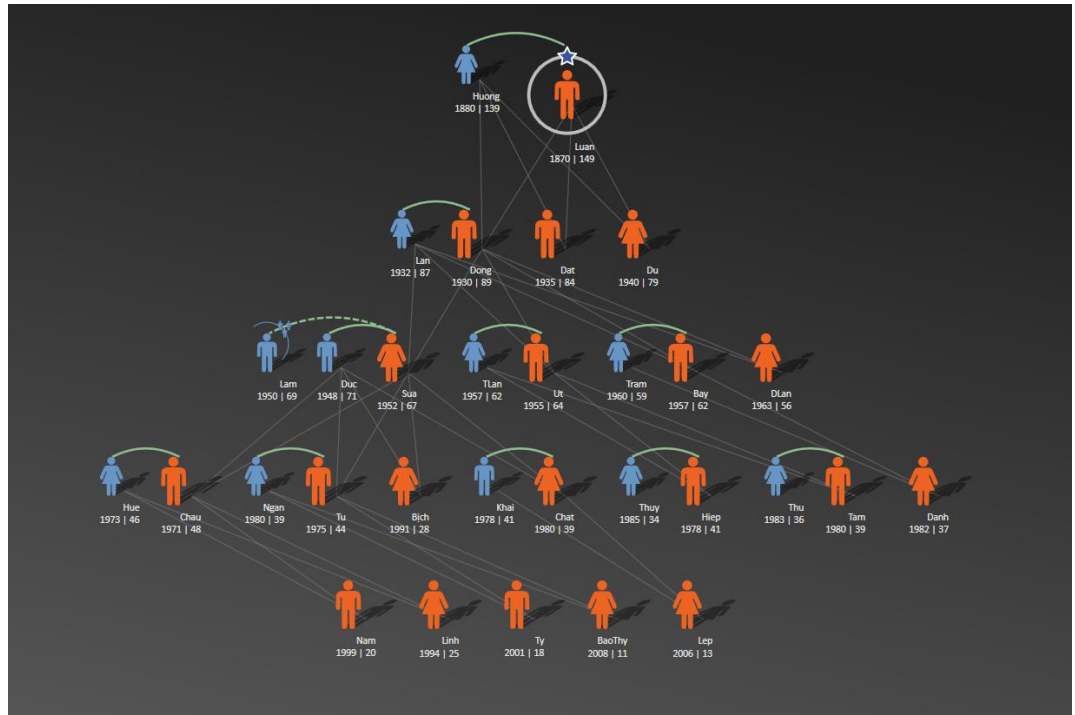 Huong
1880 | 139
Luan
1870 | 149
Lan
1932 | 87
Dong
1930 | 89
Dat
1935 | 84
Du
1940 | 79
Lam
1950 | 69
Duc
1948 | 71
Sua
1952 | 67
TLan
1957 | 62
Ut
1955 | 64
Tram
1960 | 59
Bay
1957 | 62
DLan
1963 | 56
Hue
1973 | 46
Chau
1971 | 48
Ngan
1980 | 39
Tu
1975 | 44
Bịch
1991 | 28
Khai
1978 | 41
Chat
1980 | 39
Thuy
1985 | 34
Hiep
1978 | 41
Thu
1983 | 36
Tam
1980 | 39
Danh
1982 | 37
Nam
1999 | 20
Linh
1994 | 25
Ty
2001 | 18
BaoThy
2008 | 11
Lep
2006 | 13